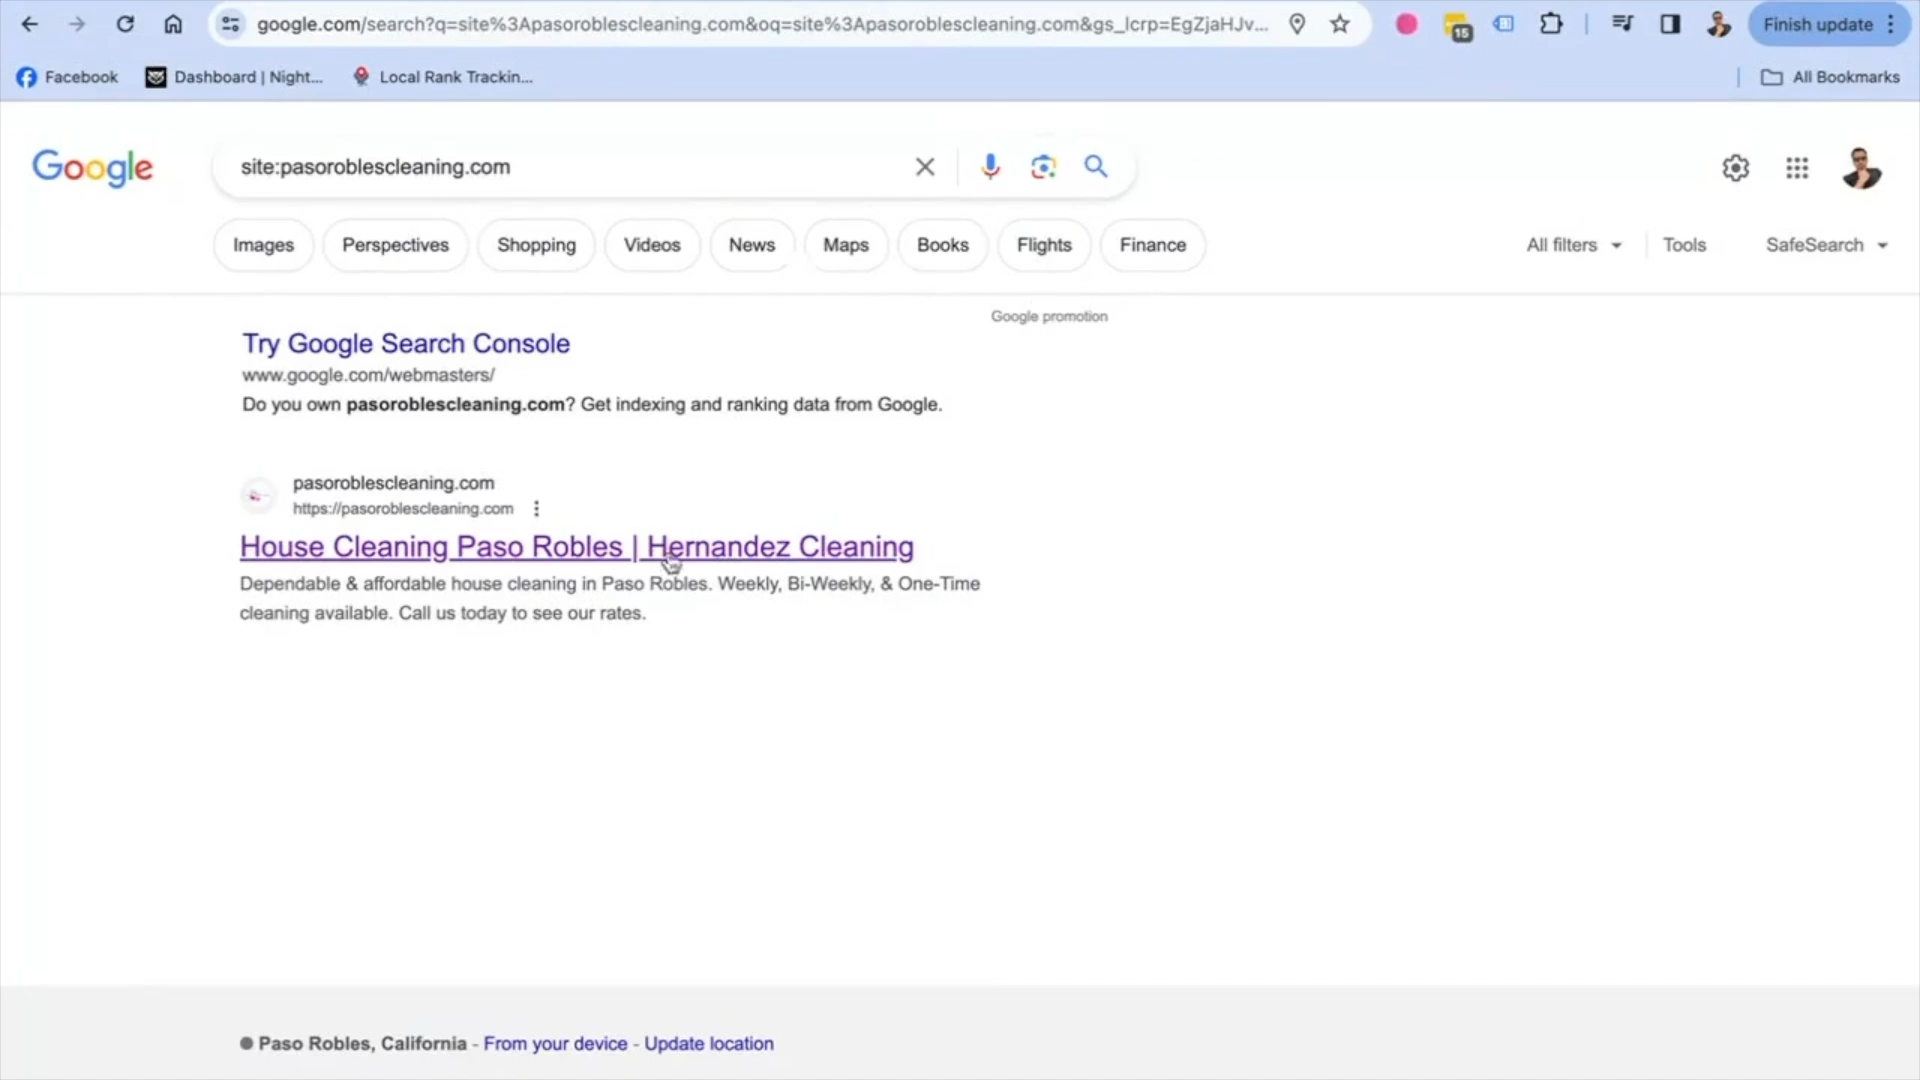 google.com/search?q=site%3Apasoroblescleaning.com&oq=site%3Apasoroblescleaning.com&gs_lcrp=EgZjaHJv...
15
Finish update
Facebook
Dashboard | Night...
Local Rank Trackin...
All Bookmarks
Google
site:pasoroblescleaning.com
Images
Perspectives
Shopping
Videos
News
Maps
Books
Flights
Finance
All filters
Tools
SafeSearch
Google promotion
Try Google Search Console
www.google.com/webmasters/
Do you own pasoroblescleaning.com? Get indexing and ranking data from Google.
pasoroblescleaning.com
https://pasoroblescleaning.com
House Cleaning Paso Robles | Hernandez Cleaning
Dependable & affordable house cleaning in Paso Robles. Weekly, Bi-Weekly, & One-Time
cleaning available. Call us today to see our rates.
Paso Robles, California - From your device - Update location